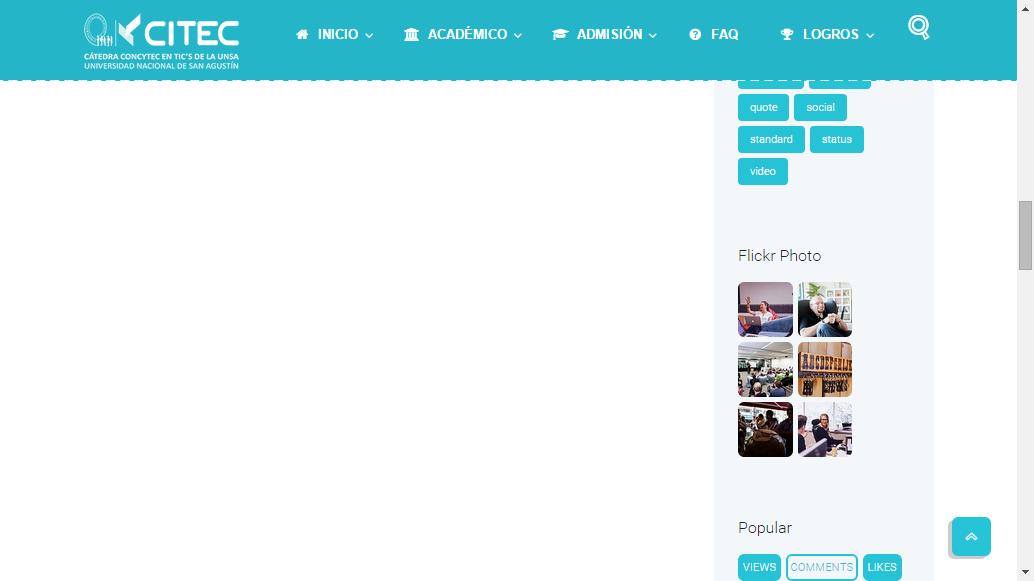 CITEC
CÁTEDRA CONCYTEC EN TIC'S DE LA UNSA
UNIVERSIDAD NACIONAL DE SAN AGUSTÍN
INICIO
ACADÉMICO
ADMISIÓN
FAQ
LOGROS
quote
social
standard
status
video
Flickr Photo
Popular
VIEWS
COMMENTS
LIKES